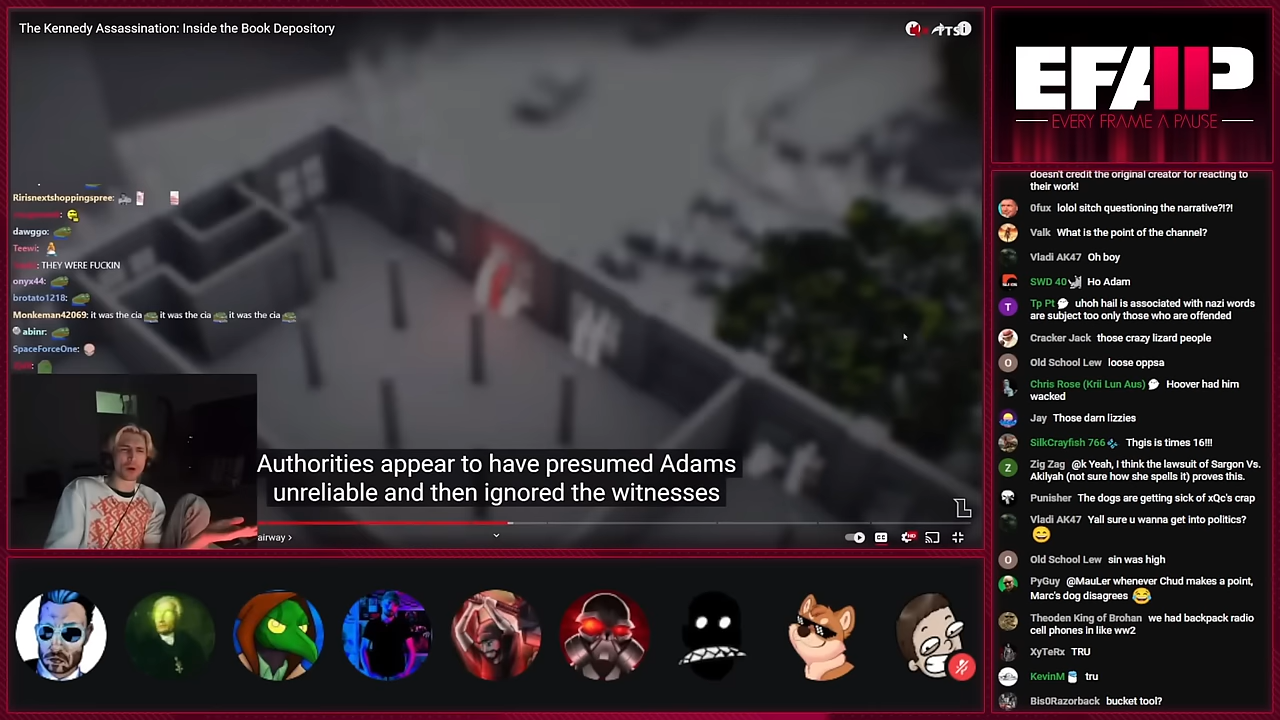 The Kennedy Assassination: Inside the Book Depository
Ririsnextshoppingspree:
dawggo:
Teewi:
: THEY WERE FUCKIN
onyx44:
brotato1218:
Monkeman42069: it was the cia it was the cia it was the cia
abinr:
SpaceForceOne:
Authorities appear to have presumed Adams
unreliable and then ignored the witnesses
airway ›
CC
HD
EFAP
EVERY FRAME A PAUSE
doesn't credit the original creator for reacting to
their work!
0fux lolol sitch questioning the narrative?!?!
Valk What is the point of the channel?
Vladi AK47 Oh boy
SWD 40 Ho Adam
Tp Pt uhoh hail is associated with nazi words
are subject too only those who are offended
Cracker Jack those crazy lizard people
Old School Lew loose oppsa
Chris Rose (Krii Lun Aus) Hoover had him
wacked
Jay Those darn lizzies
SilkCrayfish 766 Thgis is times 16!!!
Zig Zag @k Yeah, I think the lawsuit of Sargon Vs.
Akilyah (not sure how she spells it) proves this.
Punisher The dogs are getting sick of xQc's crap
Vladi AK47 Yall sure u wanna get into politics?
Old School Lew sin was high
PyGuy @MauLer whenever Chud makes a point,
Marc's dog disagrees
Theoden King of Brohan we had backpack radio
cell phones in like ww2
XyTeRx TRU
KevinM tru
Bis0Razorback bucket tool?